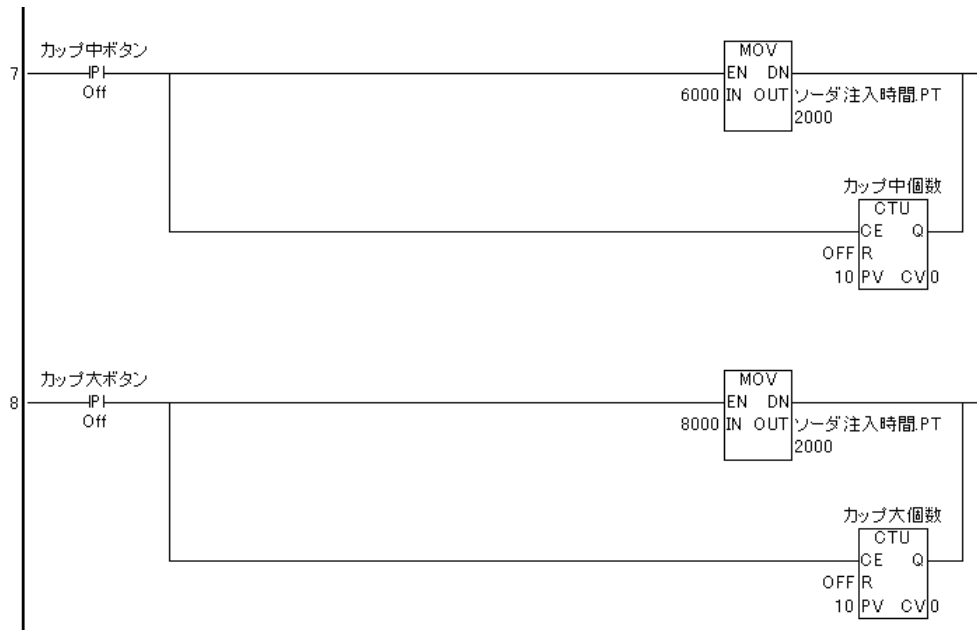 カップ中ボタン
7
P
Off
MOV
EN DN
6000 IN OUT ソーダ注入時間.PT
2000
カップ中個数
CTU
CE Q
OFF R
10 PV CV 0
カップ大ボタン
8
P
Off
MOV
EN DN
8000 IN OUT ソーダ注入時間.PT
2000
カップ大個数
CTU
CE Q
OFF R
10 PV CV 0